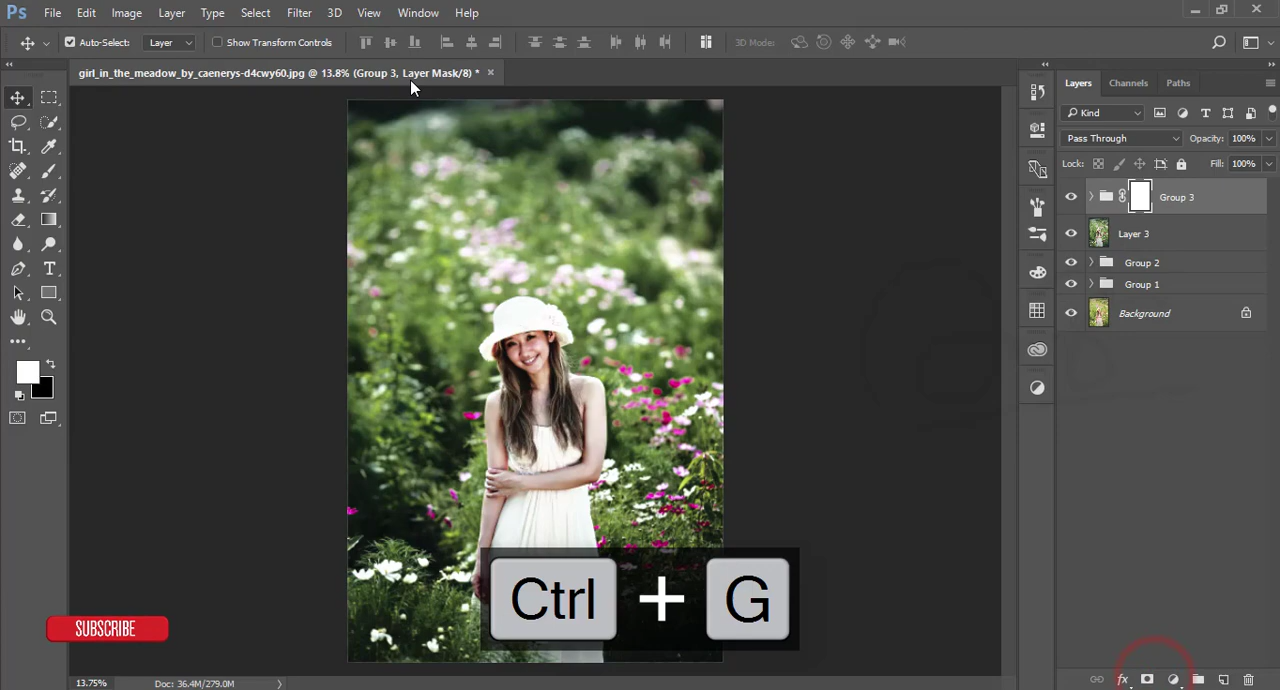 Ps File Edit Image Layer Type Select Filter 3D View Window Help
Auto-Select: Layer Show Transform Controls 3D Mode:
girl_in_the_meadow_by_caenerys-d4cwy60.jpg @ 13.8% (Group 3, Layer Mask/8) *
Layers Channels Paths
Kind
Pass Through Opacity: 100%
Lock: Fill: 100%
Group 3
Layer 3
Group 2
Group 1
Background
Ctrl + G
SUBSCRIBE
13.75% Doc: 36.4M/279.0M
fx